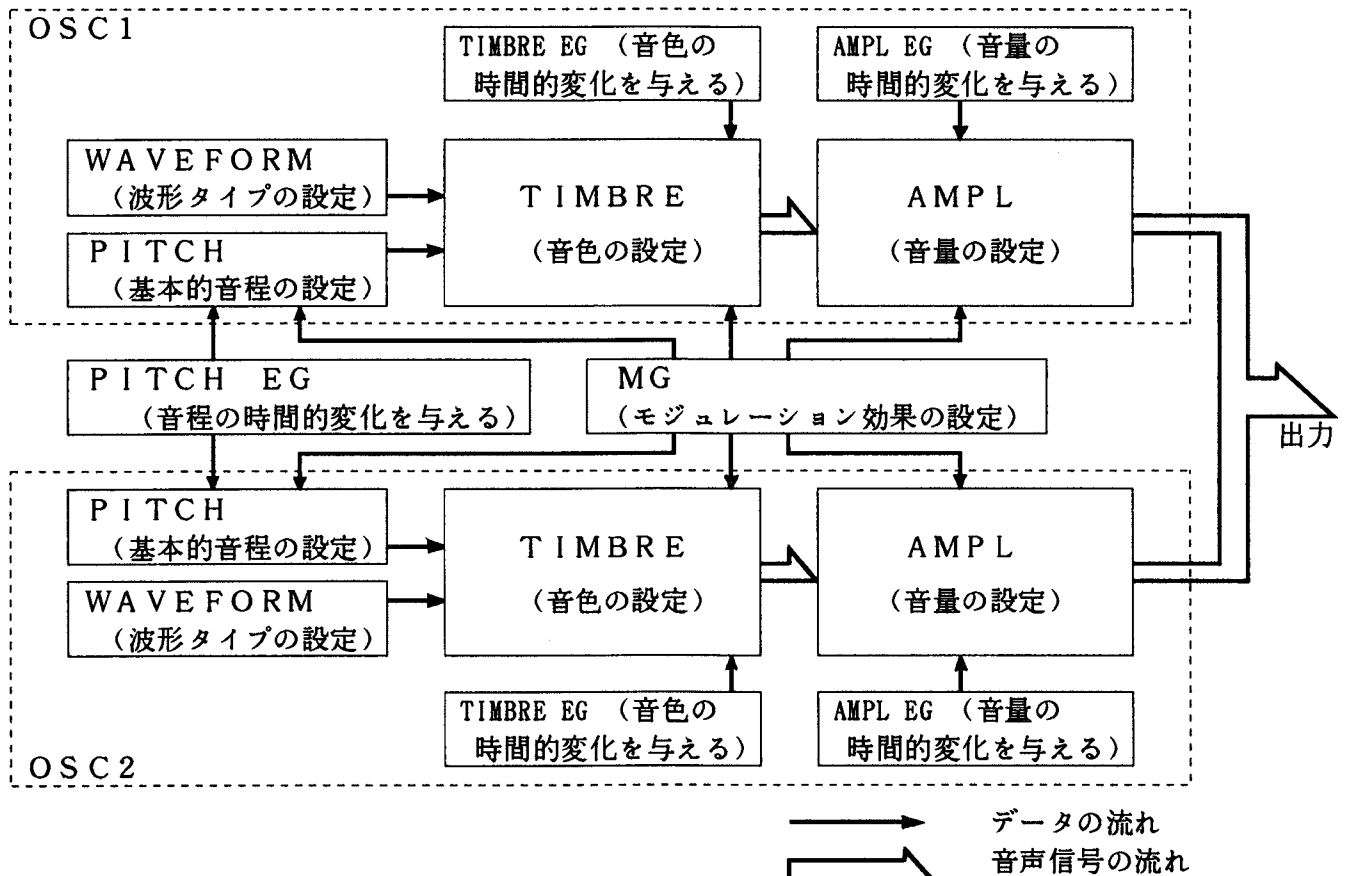 OSC1
TIMBRE EG （音色の
時間的変化を与える）
AMPL EG （音量の
時間的変化を与える）
WAVEFORM
（波形タイプの設定）
PITCH
（基本的音程の設定）
TIMBRE
（音色の設定）
AMPL
（音量の設定）
PITCH EG
（音程の時間的変化を与える）
MG
（モジュレーション効果の設定）
出力
PITCH
（基本的音程の設定）
WAVEFORM
（波形タイプの設定）
TIMBRE
（音色の設定）
AMPL
（音量の設定）
TIMBRE EG （音色の
時間的変化を与える）
AMPL EG （音量の
時間的変化を与える）
OSC2
データの流れ
音声信号の流れ